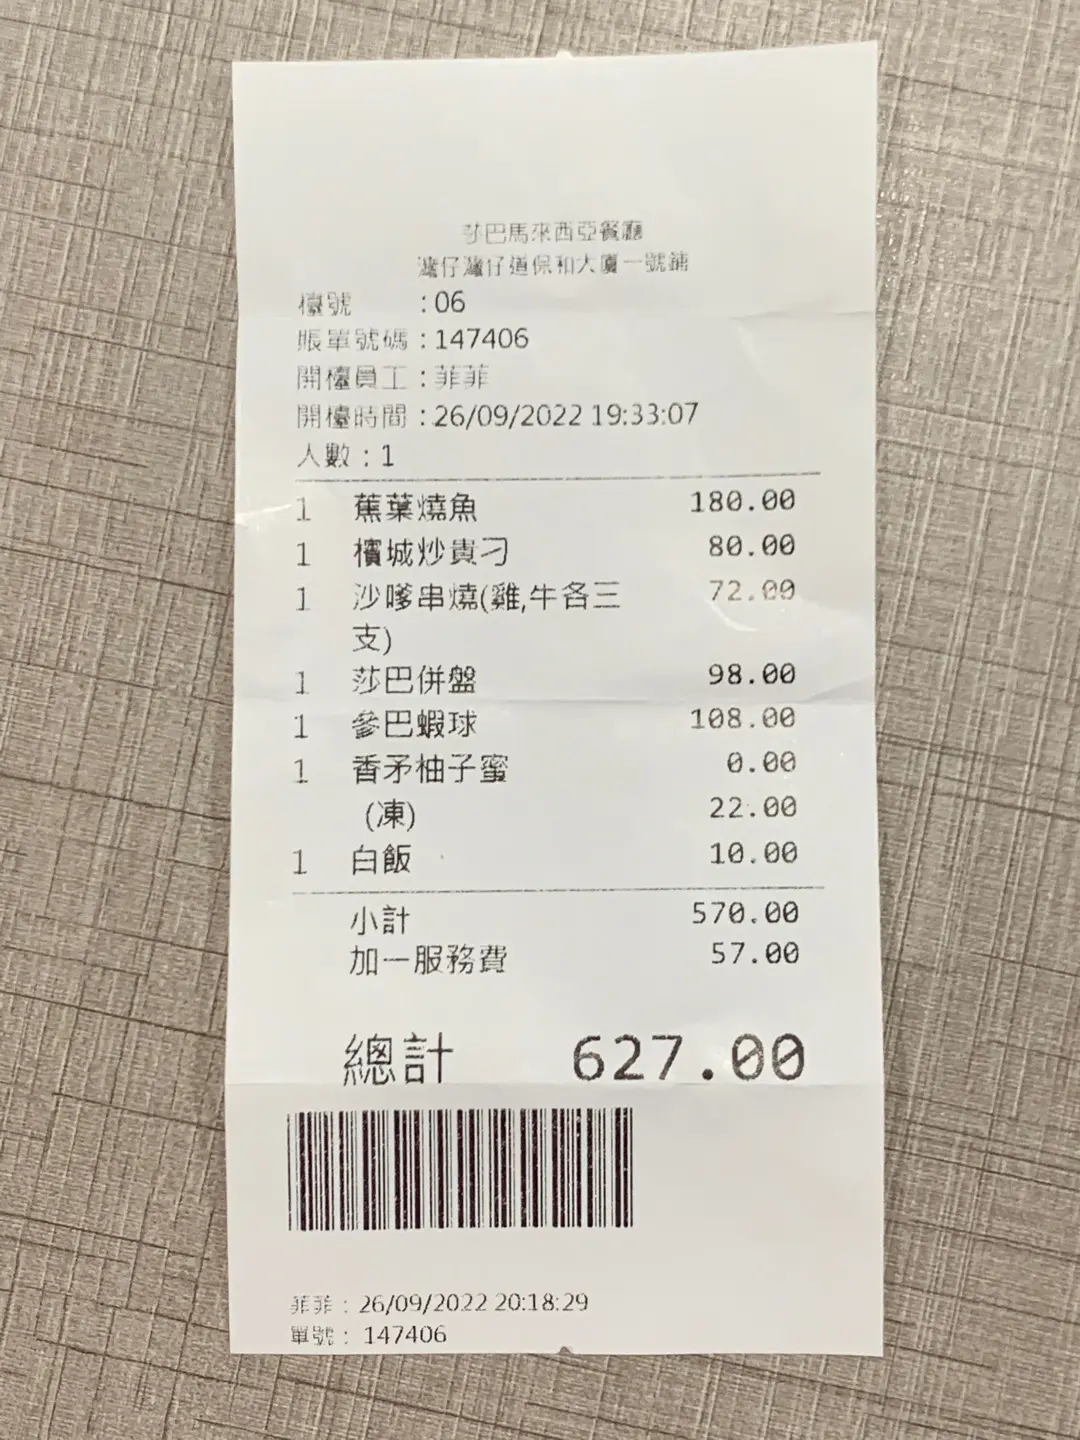 莎巴馬來西亞餐廳
灣仔灣仔道保和大廈一號鋪
檯號 :06
賬單號碼 :147406
開檯員工 :菲菲
開檯時間 :26/09/2022 19:33:07
人數 : 1
1 蕉葉燒魚 180.00
1 檳城炒貴刁 80.00
1 沙嗲串燒(雞,牛各三 72.00
支)
1 莎巴併盤 98.00
1 參巴蝦球 108.00
1 香矛柚子蜜 0.00
(凍) 22.00
1 白飯 10.00
小計 570.00
加一服務費 57.00
總計 627.00
菲菲 : 26/09/2022 20:18:29
單號 : 147406